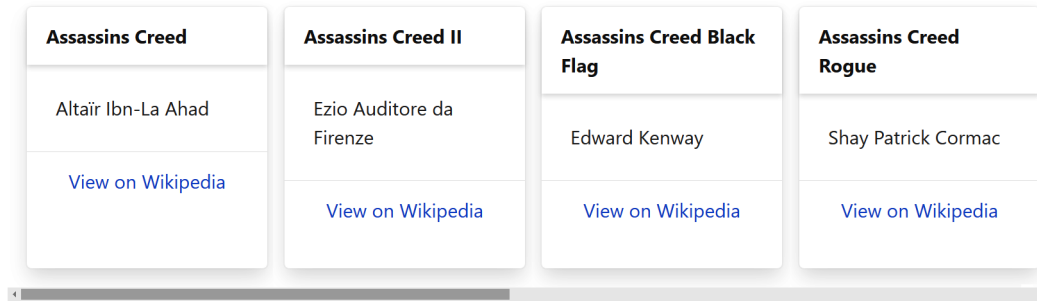 Assassins Creed
Altaïr Ibn-La Ahad
View on Wikipedia
Assassins Creed II
Ezio Auditore da
Firenze
View on Wikipedia
Assassins Creed Black
Flag
Edward Kenway
View on Wikipedia
Assassins Creed
Rogue
Shay Patrick Cormac
View on Wikipedia